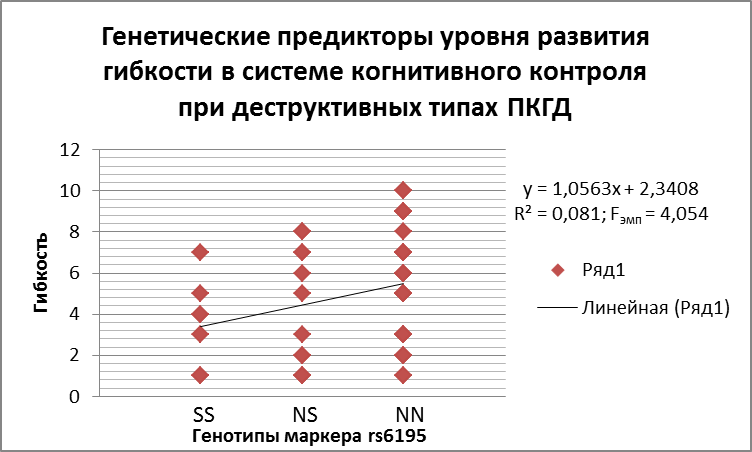 Генетические предикторы уровня развития
гибкости в системе когнитивного контроля
при деструктивных типах ПКГД
12
10
8
6
4
2
0
Гибкость
SS
NS
NN
Генотипы маркера rs6195
y = 1,0563x + 2,3408
R² = 0,081; Fэмп = 4,054
Ряд1
Линейная (Ряд1)